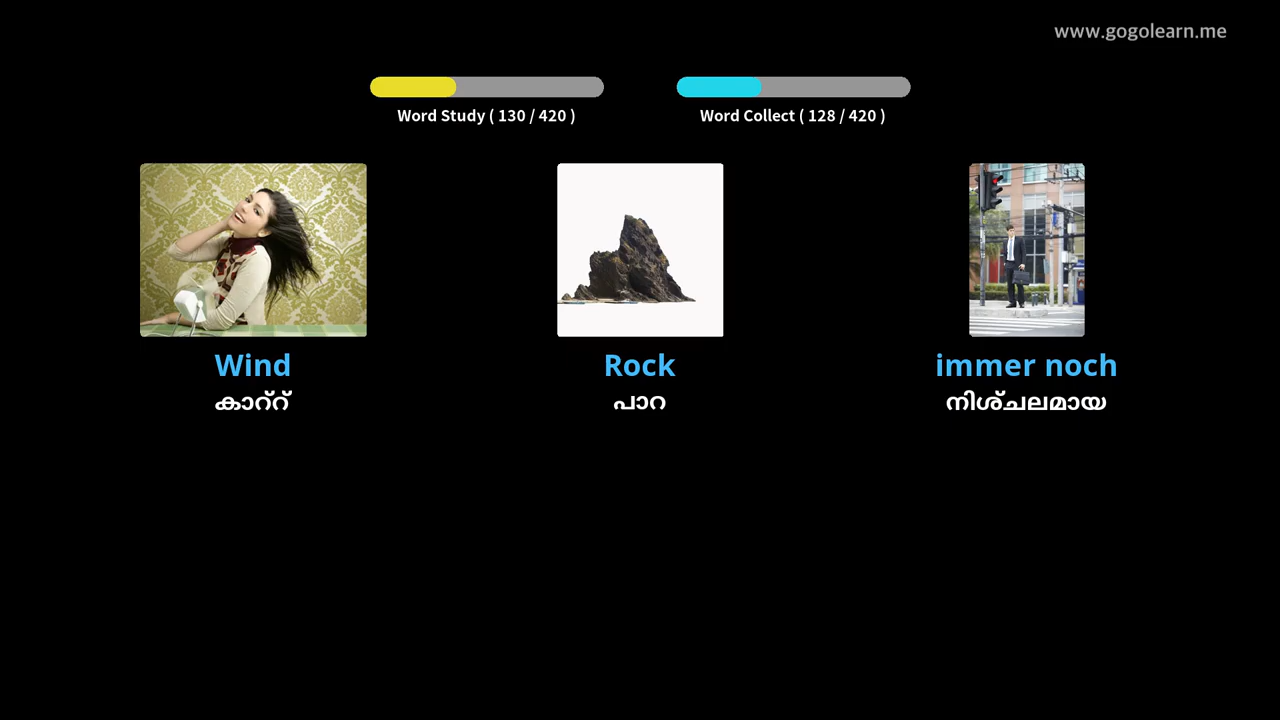 www.gogolearn.me
Word Study ( 130 / 420 )
Word Collect ( 128 / 420 )
Wind
Rock
immer noch
കാറ്റ്
പാറ
നിശ്ചലമായ